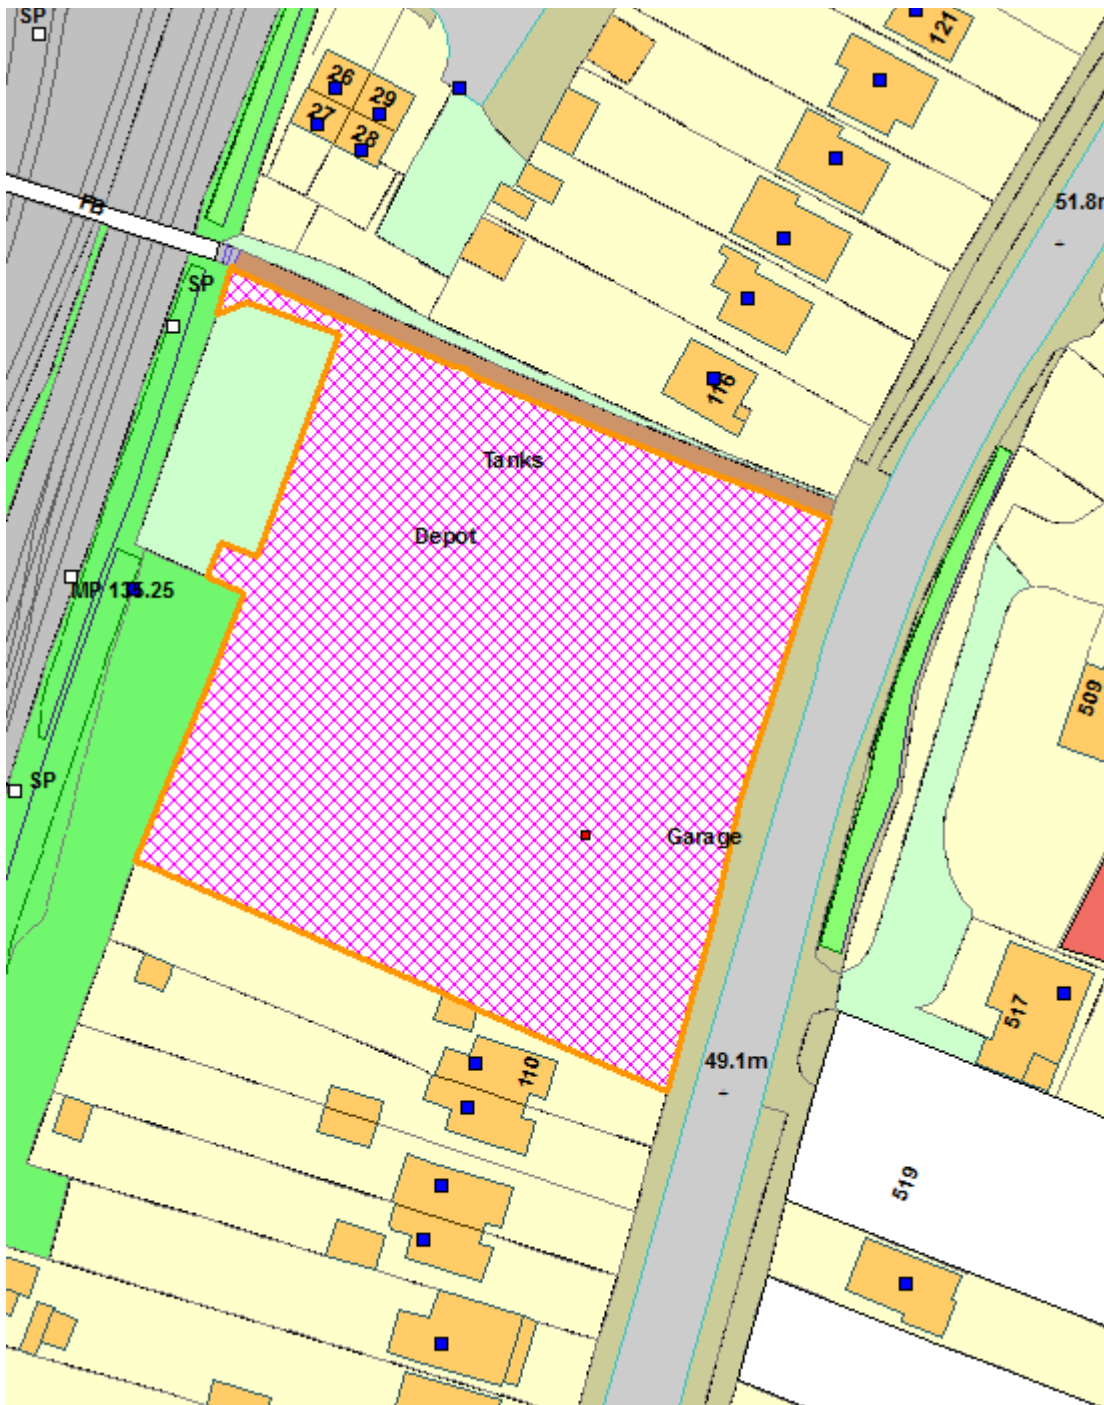 SP
121
26
29
27
28
FB
51.8m
SP
116
Tanks
Depot
MP 135.25
509
SP
Garage
517
49.1m
110
519